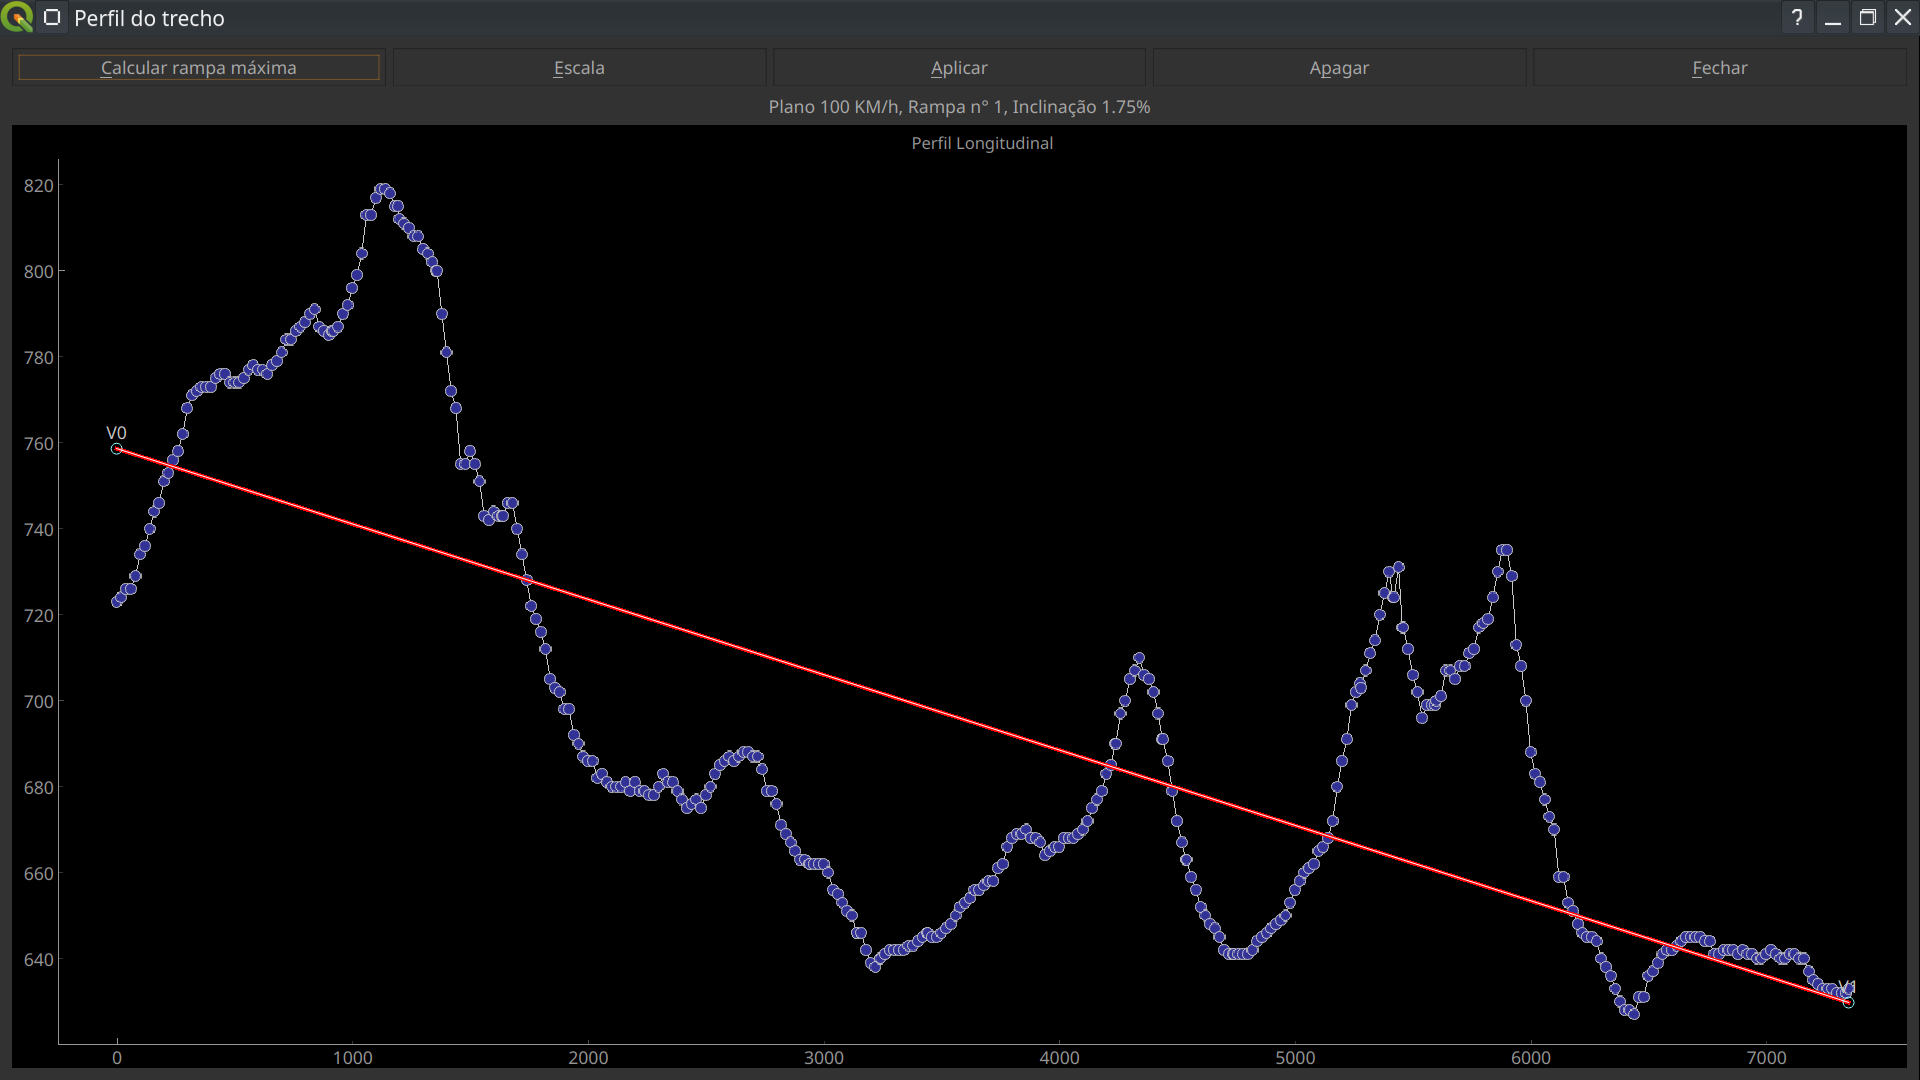 Perfil do trecho
Calcular rampa máxima Escala Aplicar Apagar Fechar
Plano 100 KM/h, Rampa n° 1, Inclinação 1.75%
Perfil Longitudinal
820
800
780
760
V0
740
720
700
680
660
640
V1
0 1000 2000 3000 4000 5000 6000 7000